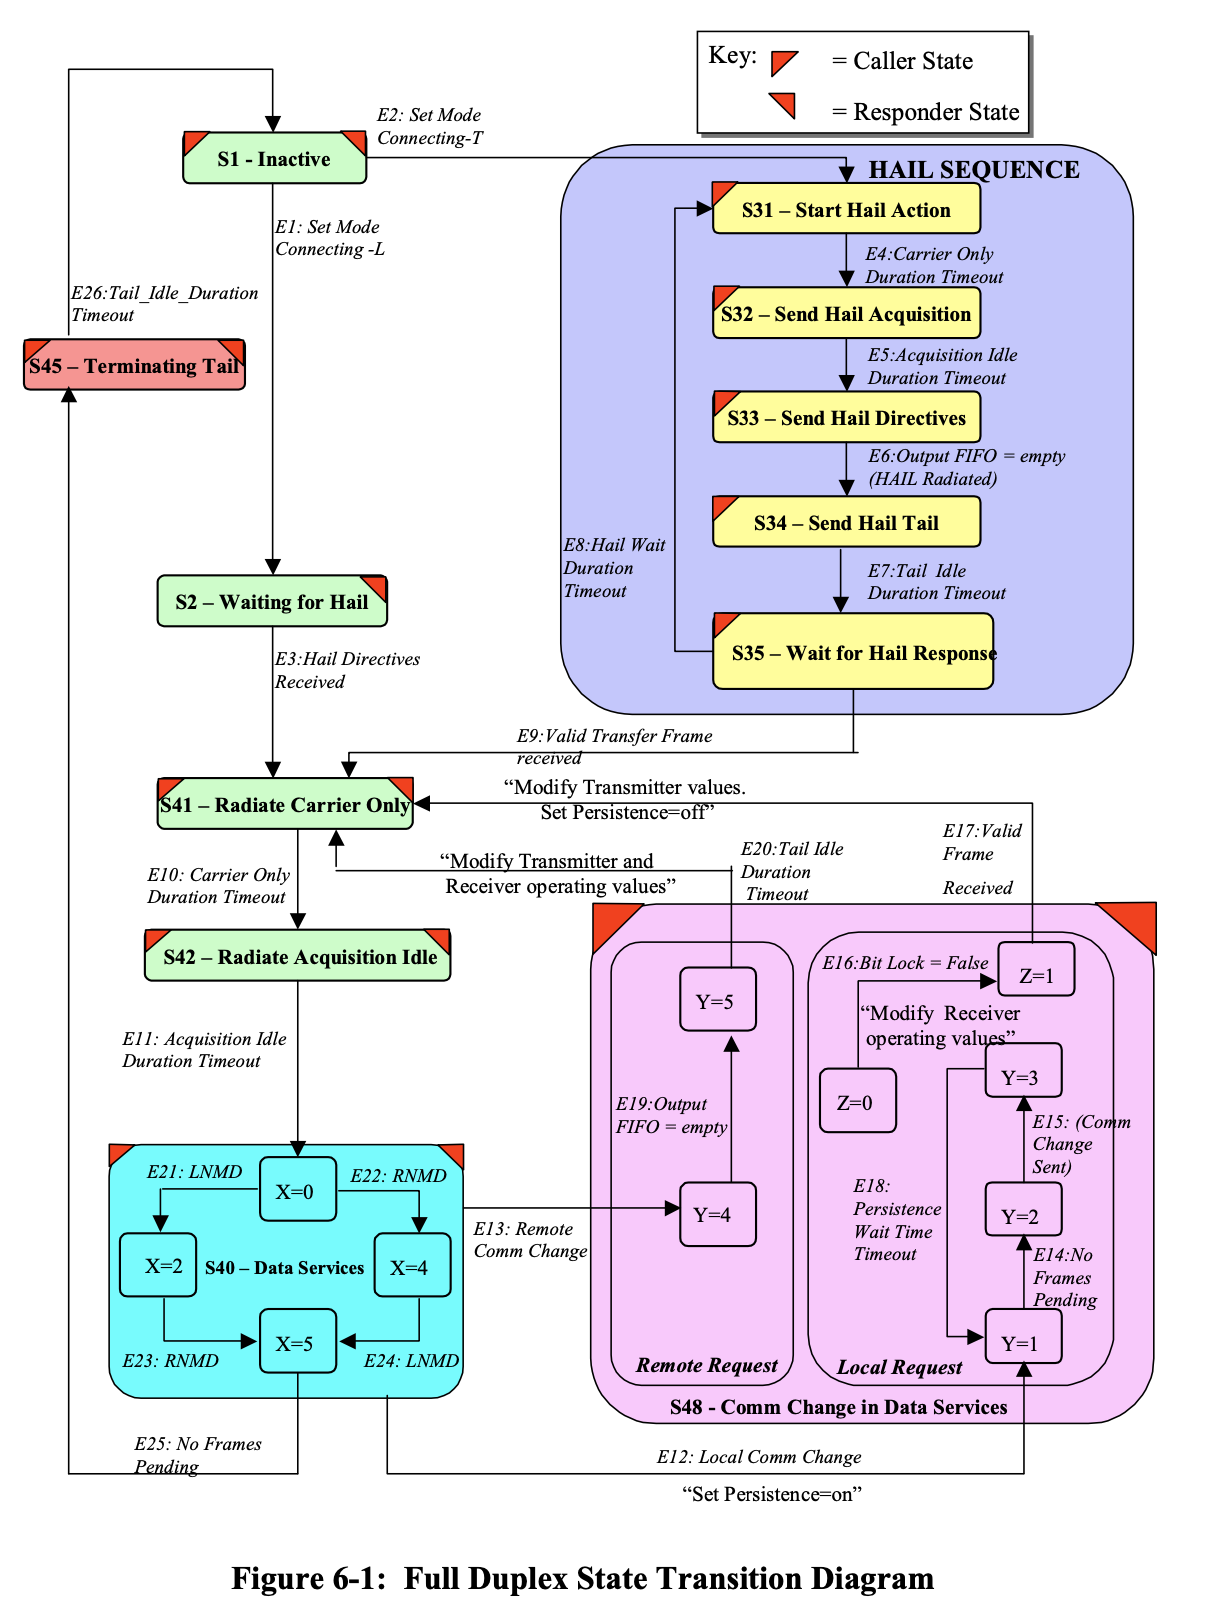 Key:
= Caller State
= Responder State
E2: Set Mode
Connecting-T
S1 - Inactive
HAIL SEQUENCE
S31 – Start Hail Action
E1: Set Mode
Connecting -L
E4:Carrier Only
Duration Timeout
E26:Tail_Idle_Duration
Timeout
S32 – Send Hail Acquisition
S45 – Terminating Tail
E5:Acquisition Idle
Duration Timeout
S33 – Send Hail Directives
E6:Output FIFO = empty
(HAIL Radiated)
S34 – Send Hail Tail
E8:Hail Wait
Duration
Timeout
E7:Tail Idle
Duration Timeout
S2 – Waiting for Hail
S35 – Wait for Hail Response
E3:Hail Directives
Received
E9:Valid Transfer Frame
received
“Modify Transmitter values.
Set Persistence=off”
S41 – Radiate Carrier Only
E17:Valid
Frame
Received
E20:Tail Idle
Duration
Timeout
“Modify Transmitter and
Receiver operating values”
E10: Carrier Only
Duration Timeout
S42 – Radiate Acquisition Idle
E16:Bit Lock = False
Z=1
Y=5
“Modify Receiver
operating values”
E11: Acquisition Idle
Duration Timeout
Y=3
Z=0
E19:Output
FIFO = empty
E15: (Comm
Change
Sent)
E21: LNMD
E22: RNMD
X=0
E18:
Persistence
Wait Time
Timeout
Y=4
Y=2
E13: Remote
Comm Change
X=2
S40 – Data Services
X=4
E14:No
Frames
Pending
X=5
Y=1
E23: RNMD
E24: LNMD
Remote Request
Local Request
S48 - Comm Change in Data Services
E25: No Frames
Pending
E12: Local Comm Change
“Set Persistence=on”
Figure 6-1: Full Duplex State Transition Diagram